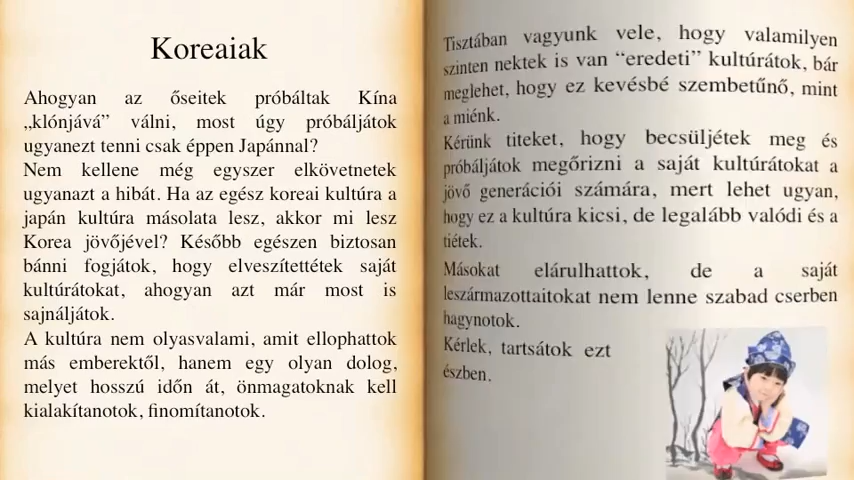 Koreaiak
Ahogyan az őseitek próbáltak Kína
„klónjává” válni, most úgy próbáljátok
ugyanezt tenni csak éppen Japánnal?
Nem kellene még egyszer elkövetnetek
ugyanazt a hibát. Ha az egész koreai kultúra a
japán kultúra másolata lesz, akkor mi lesz
Korea jövőjével? Később egészen biztosan
bánni fogjátok, hogy elveszítettétek saját
kultúrátokat, ahogyan azt már most is
sajnáljátok.
A kultúra nem olyasvalami, amit ellophattok
más emberektől, hanem egy olyan dolog,
melyet hosszú időn át, önmagatoknak kell
kialakítanotok, finomítanotok.
Tisztában vagyunk vele, hogy valamilyen
szinten nektek is van “eredeti” kultúrátok, bár
meglehet, hogy ez kevésbé szembetűnő, mint
a miénk.
Kérünk titeket, hogy becsüljétek meg és
próbáljátok megőrizni a saját kultúrátokat a
jövő generációi számára, mert lehet ugyan,
hogy ez a kultúra kicsi, de legalább valódi és a
tiétek.
Másokat elárulhattok, de a saját
leszármazottaitokat nem lenne szabad cserben
hagynotok.
Kérlek, tartsátok ezt
észben.